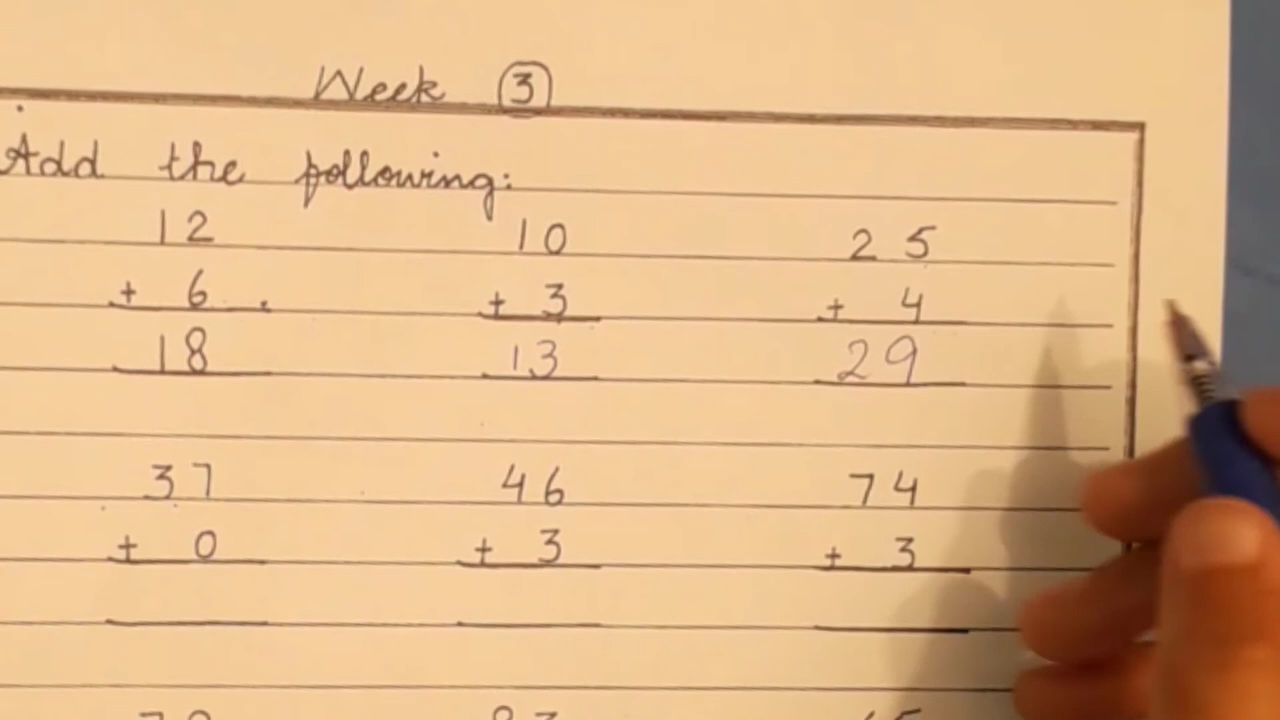 Week 3
Add the following:
12 10 25
+ 6 + 3 + 4
18 13 29
37 46 74
+ 0 + 3 + 3